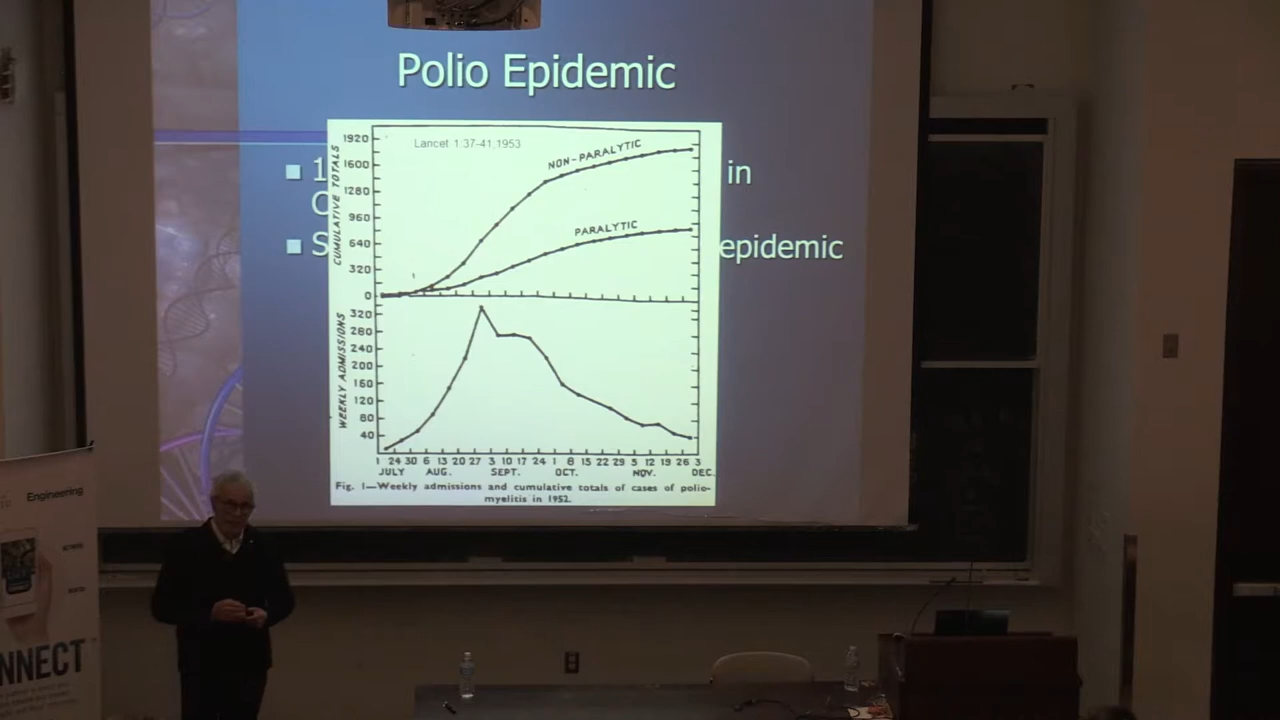 Polio Epidemic
Lancet 1:37-41,1953
1920
1600
1280
960
640
320
0
CUMULATIVE TOTALS
NON-PARALYTIC
PARALYTIC
1 in
C
S epidemic
320
280
240
200
160
120
80
40
WEEKLY ADMISSIONS
1 24 30 6 13 20 27 3 10 17 24 1 8 15 22 29 5 12 19 26 3
JULY AUG. SEPT. OCT. NOV. DEC.
Fig. 1—Weekly admissions and cumulative totals of cases of polio-
myelitis in 1952.
Engineering
NNECT